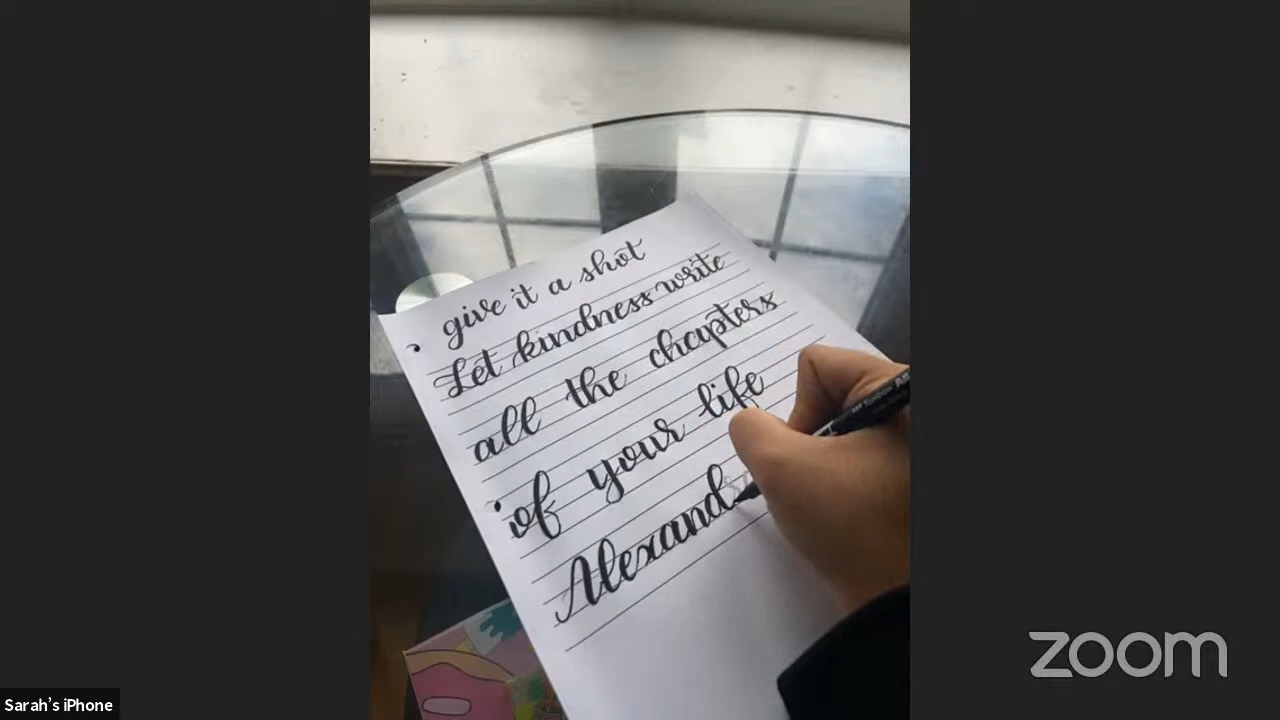 give it a shot
Let kindness write
all the chapters
of your life
Alexand
Sarah's iPhone
zoom